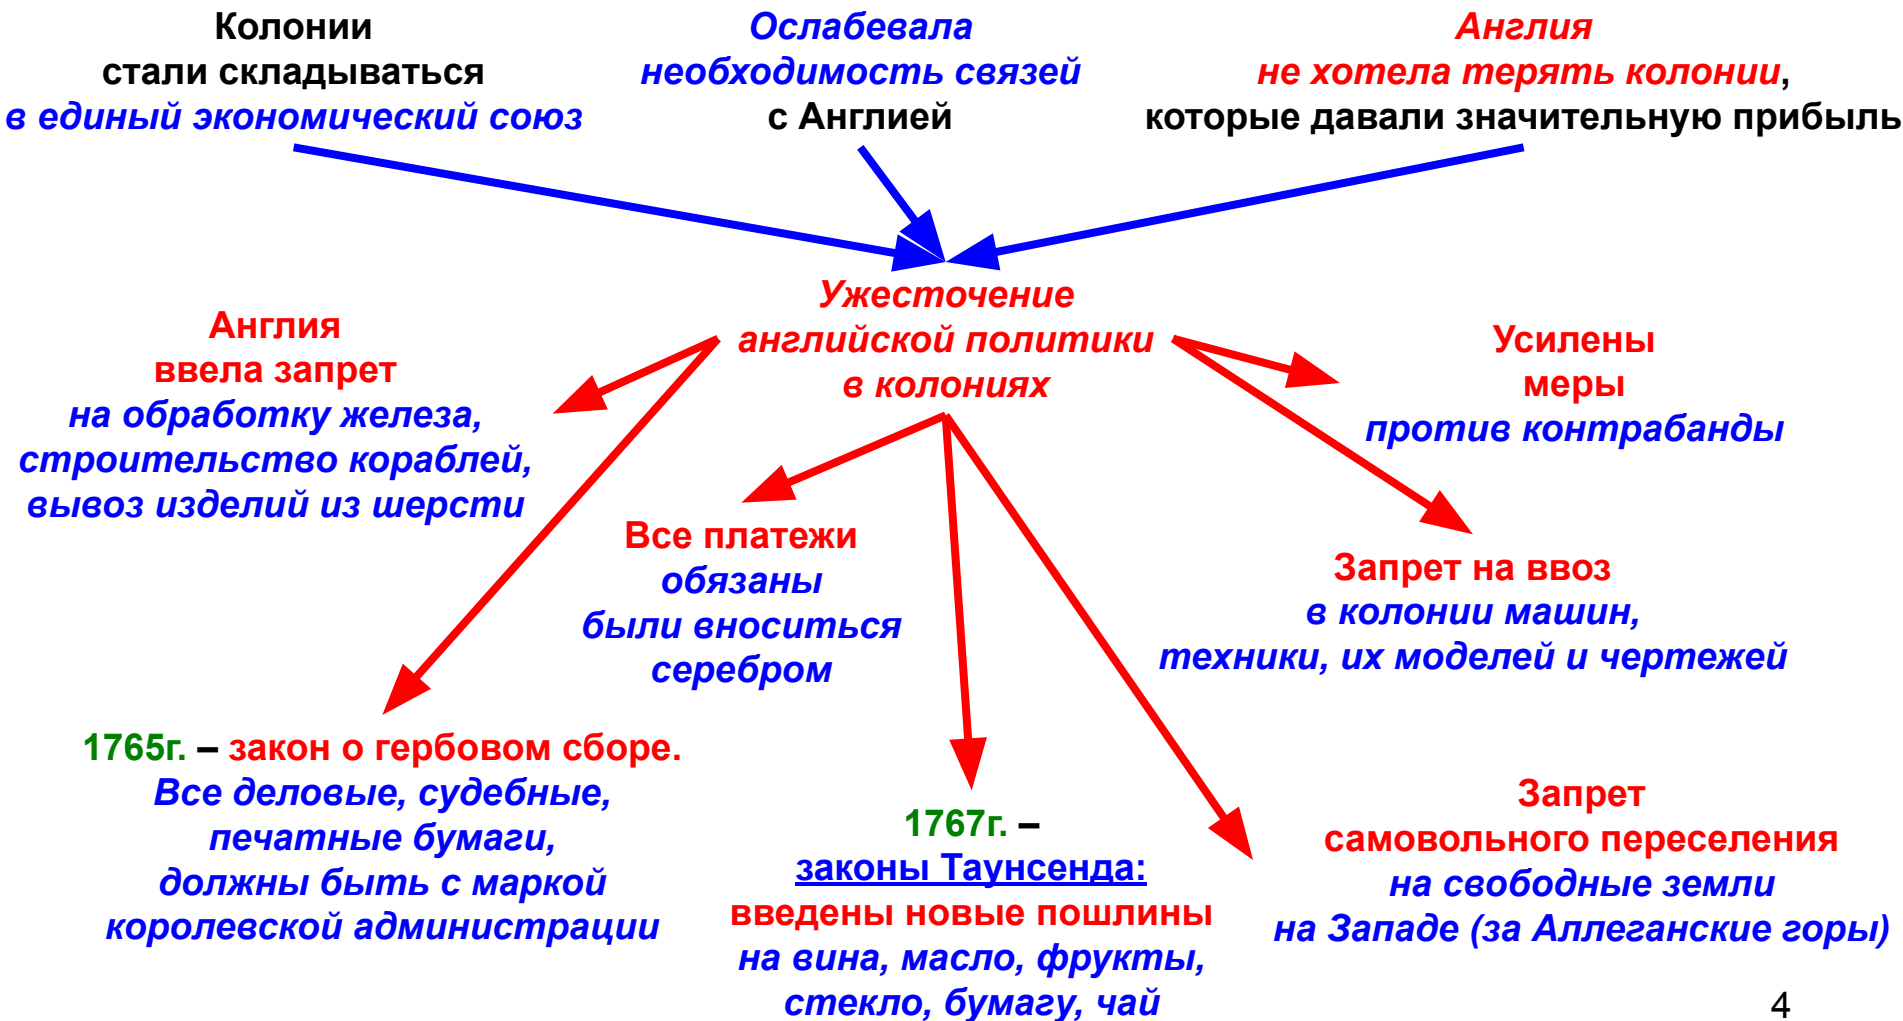 Колонии
стали складываться
в единый экономический союз
Ослабевала
необходимость связей
с Англией
Англия
не хотела терять колонии,
которые давали значительную прибыль
Ужесточение
английской политики
в колониях
Англия
ввела запрет
на обработку железа,
строительство кораблей,
вывоз изделий из шерсти
Усилены
меры
против контрабанды
Все платежи
обязаны
были вноситься
серебром
Запрет на ввоз
в колонии машин,
техники, их моделей и чертежей
1765г. – закон о гербовом сборе.
Все деловые, судебные,
печатные бумаги,
должны быть с маркой
королевской администрации
1767г. –
законы Таунсенда:
введены новые пошлины
на вина, масло, фрукты,
стекло, бумагу, чай
Запрет
самовольного переселения
на свободные земли
на Западе (за Аллеганские горы)
4